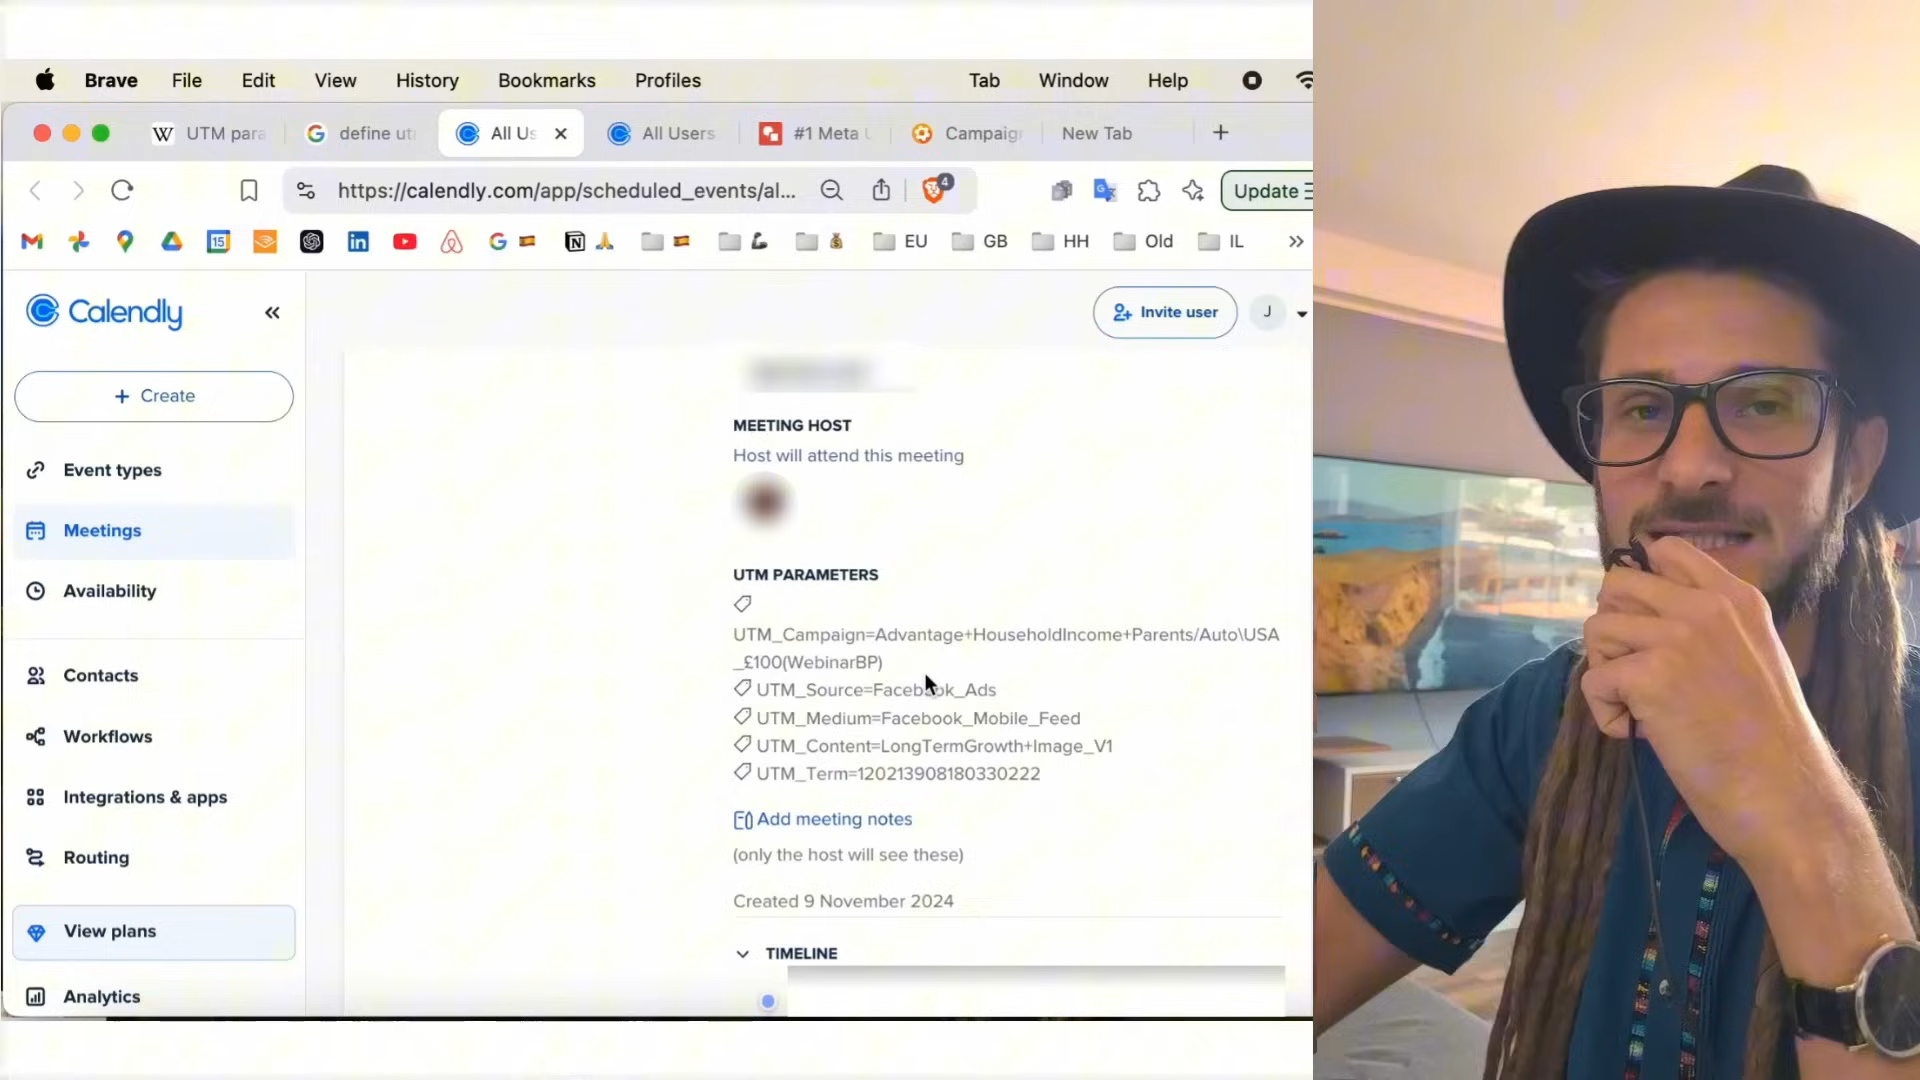 Brave File Edit View History Bookmarks Profiles Tab Window Help
UTM para
define ut
All Us
All Users
#1 Meta U
Campaign
New Tab
https://calendly.com/app/scheduled_events/al...
4
Update
15
EU
GB
HH
Old
IL
Calendly
Invite user
J
+ Create
Event types
Meetings
Availability
Contacts
Workflows
Integrations & apps
Routing
View plans
Analytics
MEETING HOST
Host will attend this meeting
UTM PARAMETERS
UTM_Campaign=Advantage+HouseholdIncome+Parents/Auto\USA
_£100(WebinarBP)
UTM_Source=Facebook_Ads
UTM_Medium=Facebook_Mobile_Feed
UTM_Content=LongTermGrowth+Image_V1
UTM_Term=120213908180330222
Add meeting notes
(only the host will see these)
Created 9 November 2024
TIMELINE